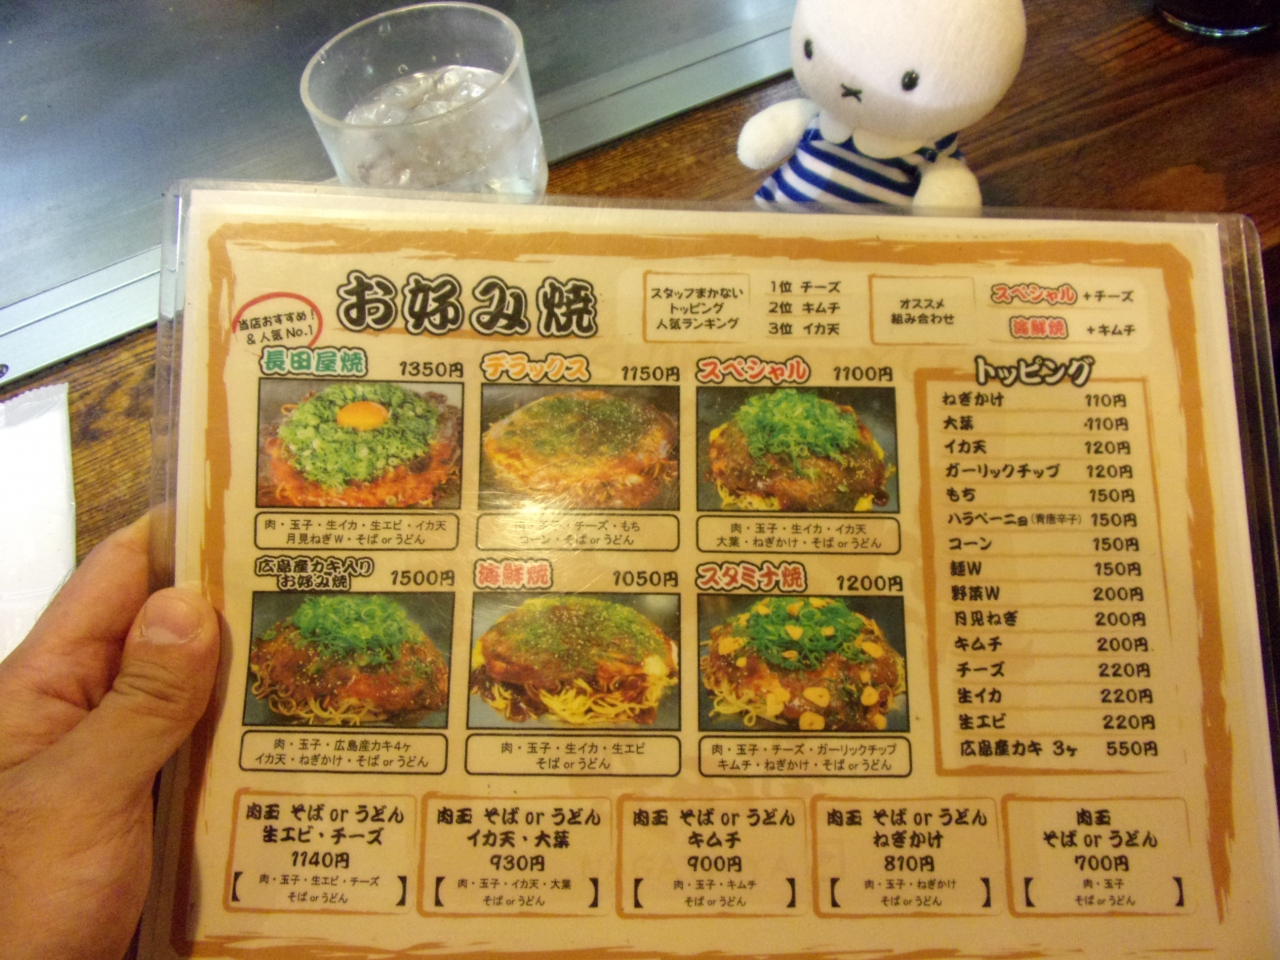 当店おすすめ!
& 人気 No.1
お好み焼
スタッフまかない
トッピング
人気ランキング
1位 チーズ
2位 キムチ
3位 イカ天
オススメ
組み合わせ
スペシャル +チーズ
海鮮焼 +キムチ
長田屋焼 1350円
肉・玉子・生イカ・生エビ・イカ天
月見ねぎW・そば or うどん
デラックス 1150円
チーズ・もち
コーン・そば or うどん
スペシャル 1100円
肉・玉子・生イカ・イカ天
大葉・ねぎかけ・そば or うどん
広島産カキ入り
お好み焼 1500円
肉・玉子・広島産カキ4ヶ
イカ天・ねぎかけ・そば or うどん
海鮮焼 1050円
肉・玉子・生イカ・生エビ
そば or うどん
スタミナ焼 1200円
肉・玉子・チーズ・ガーリックチップ
キムチ・ねぎかけ・そば or うどん
トッピング
ねぎかけ 110円
大葉 110円
イカ天 120円
ガーリックチップ 120円
もち 150円
ハラペーニョ(青唐辛子) 150円
コーン 150円
麺W 150円
野菜W 200円
月見ねぎ 200円
キムチ 200円
チーズ 220円
生イカ 220円
生エビ 220円
広島産カキ 3ヶ 550円
肉玉 そば or うどん
生エビ・チーズ
1140円
肉・玉子・生エビ・チーズ
そば or うどん
肉玉 そば or うどん
イカ天・大葉
930円
肉・玉子・イカ天・大葉
そば or うどん
肉玉 そば or うどん
キムチ
900円
肉・玉子・キムチ
そば or うどん
肉玉 そば or うどん
ねぎかけ
810円
肉・玉子・ねぎかけ
そば or うどん
肉玉
そば or うどん
700円
肉・玉子
そば or うどん